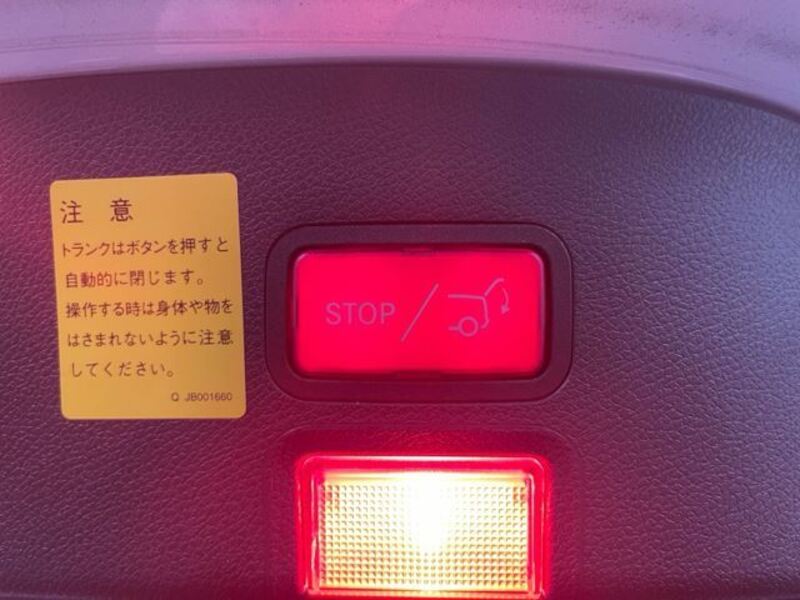 注 意
トランクはボタンを押すと
自動的に閉じます。
操作する時は身体や物を
はさまれないように注意
してください。
Q JB001660
STOP /